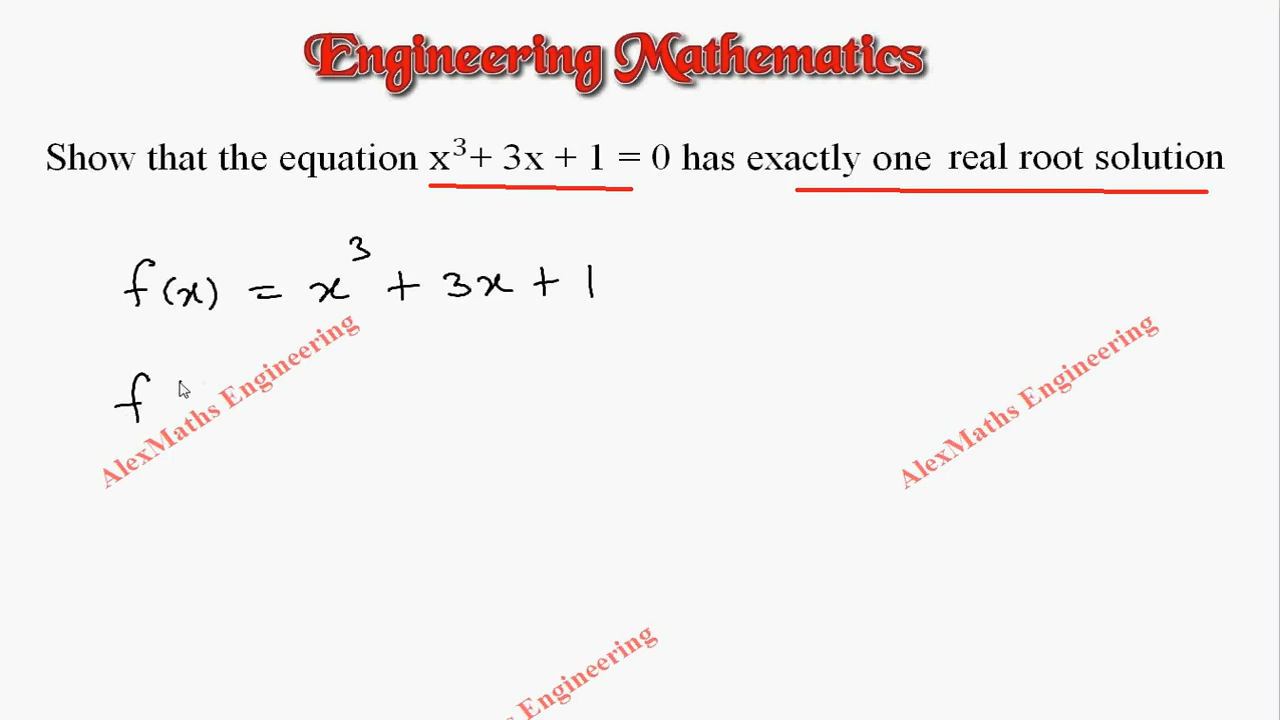 Engineering Mathematics
Show that the equation x³+ 3x + 1 = 0 has exactly one real root solution
f(x) = x³ + 3x + 1
f
AlexMaths Engineering
AlexMaths Engineering
s Engineering